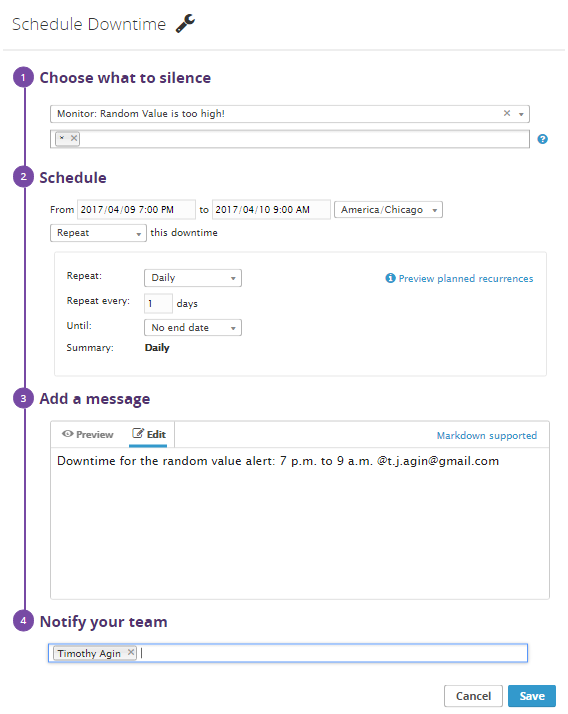 Schedule Downtime
1 Choose what to silence
Monitor: Random Value is too high! ×
* × ?
2 Schedule
From 2017/04/09 7:00 PM to 2017/04/10 9:00 AM America/Chicago
Repeat this downtime
Repeat: Daily Preview planned recurrences
Repeat every: 1 days
Until: No end date
Summary: Daily
3 Add a message
Preview Edit Markdown supported
Downtime for the random value alert: 7 p.m. to 9 a.m. @t.j.agin@gmail.com
4 Notify your team
Timothy Agin ×
Cancel Save